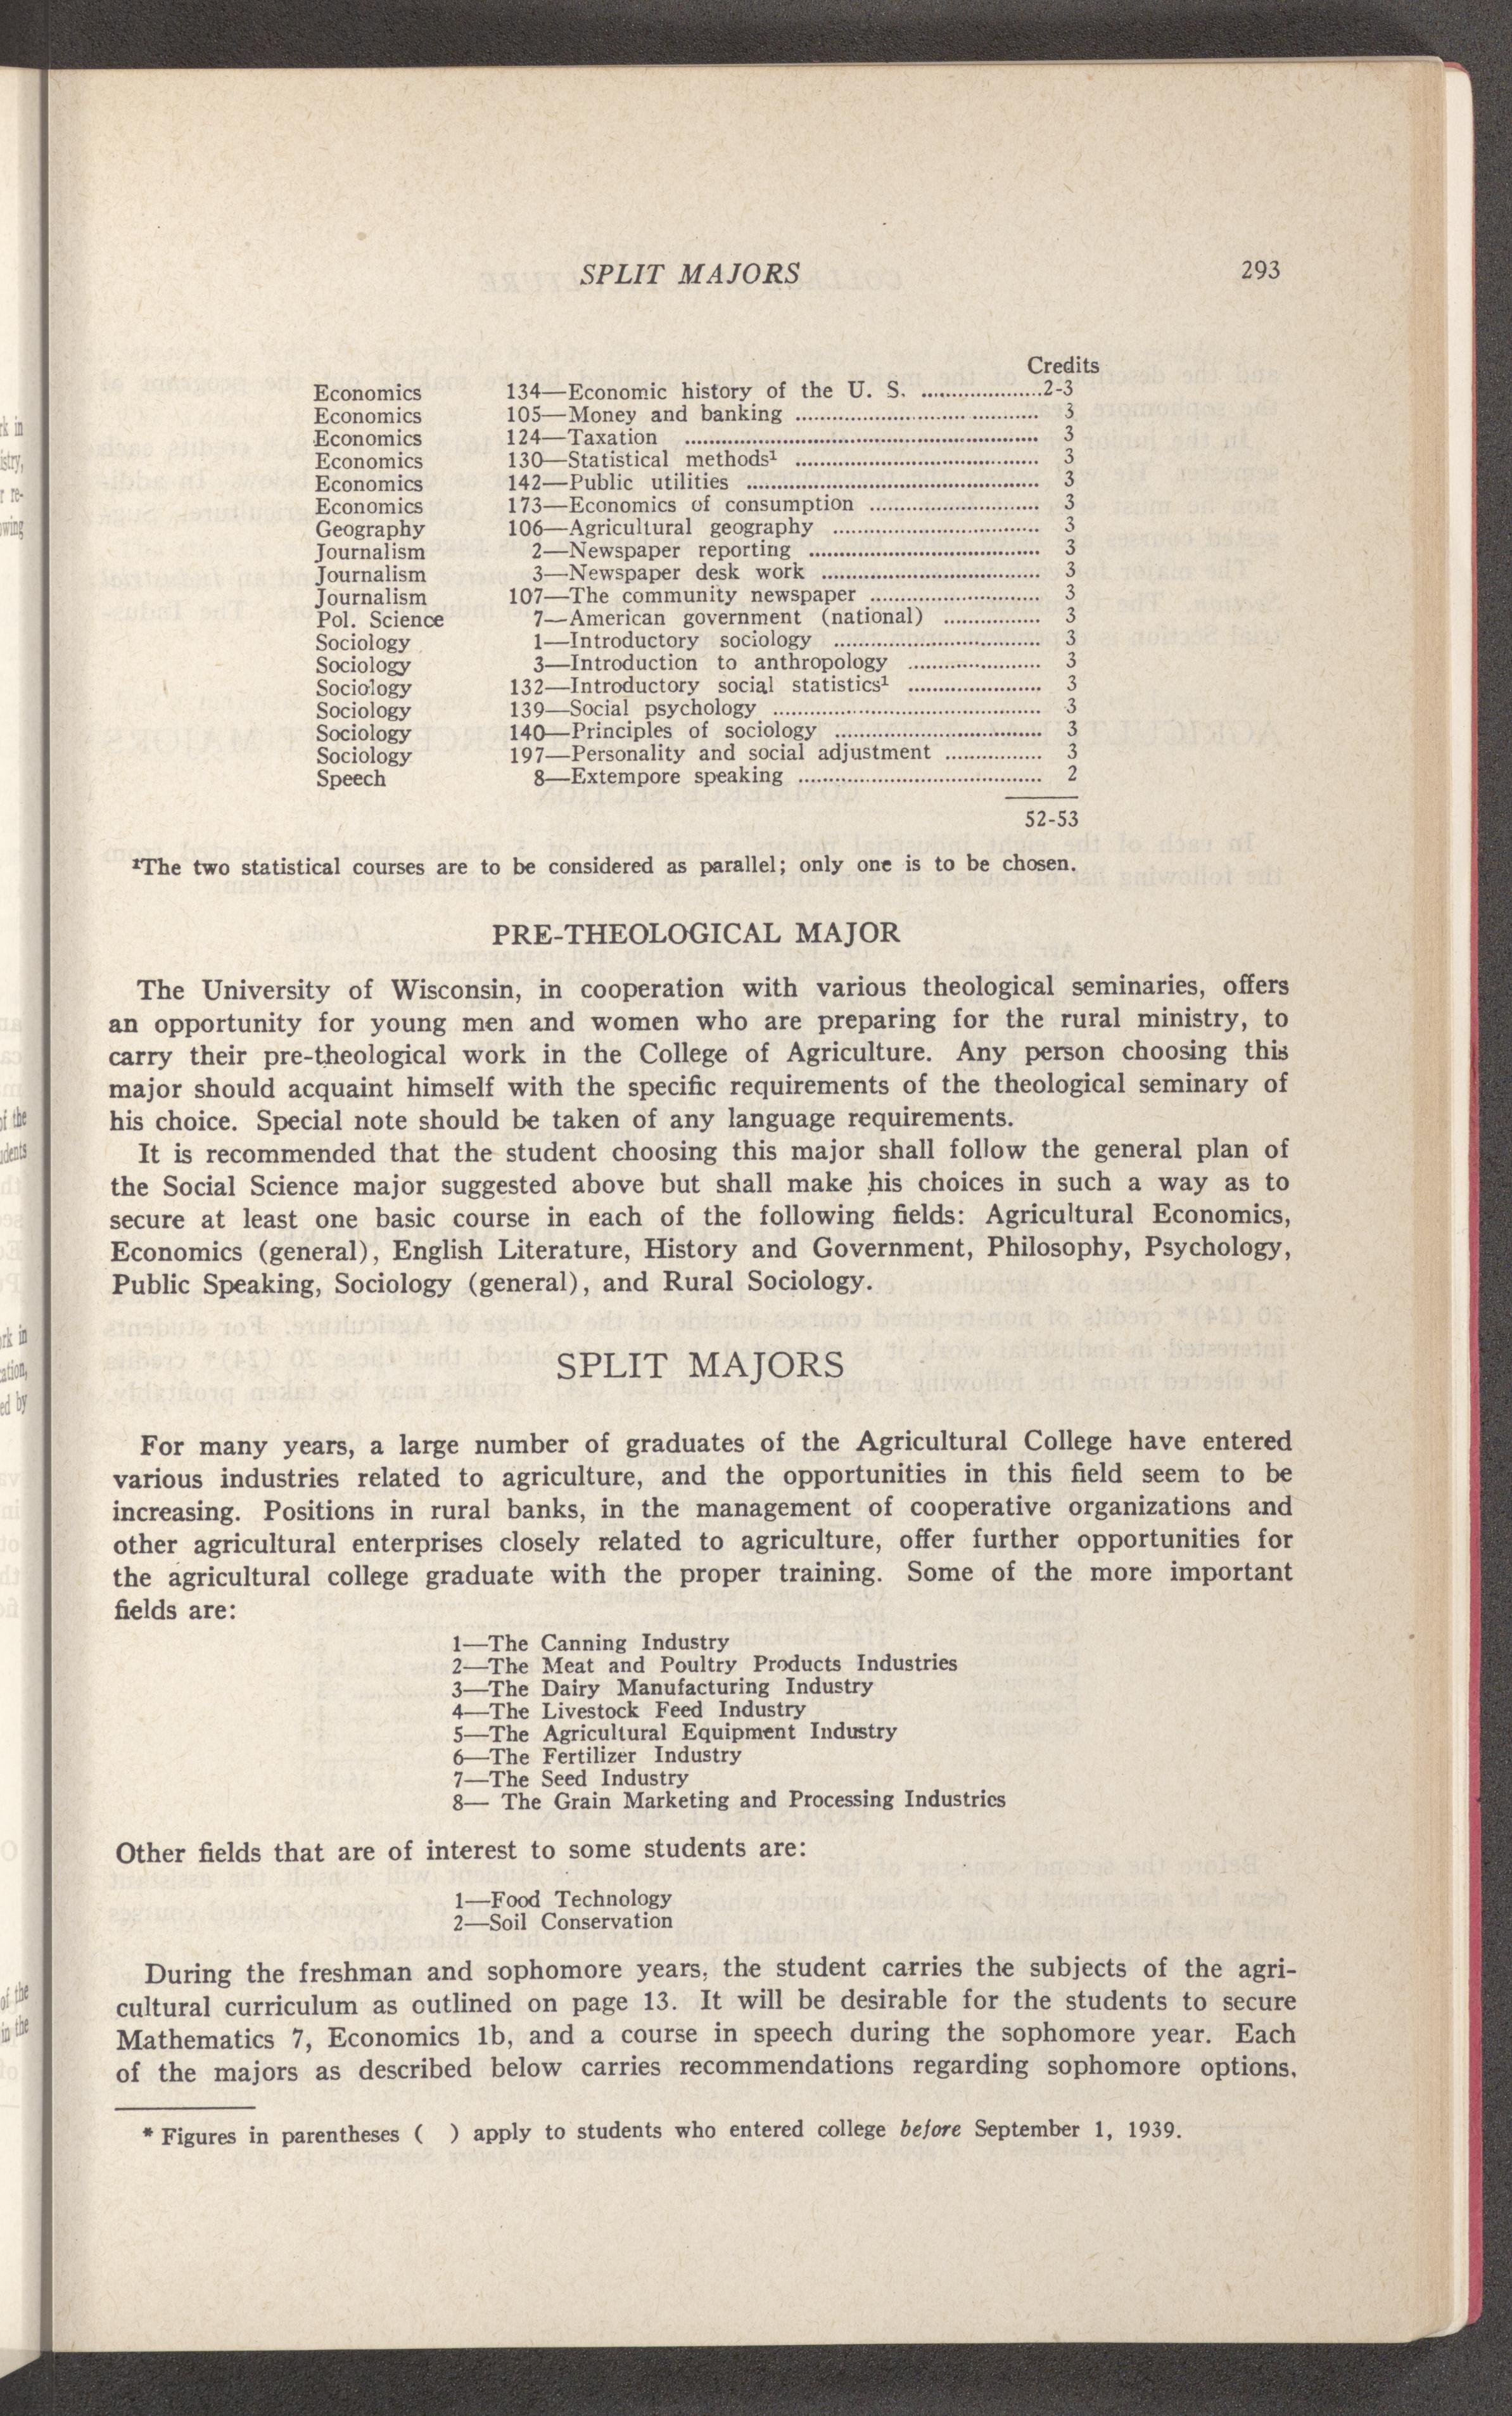 SPLIT MAJORS 293
Credits
Economics 134—Economic history of the U. S. ....................2-3
Economics 105—Money and banking ........................................ 3
Economics 124—Taxation ........................................................ 3
Economics 130—Statistical methods¹ ........................................ 3
Economics 142—Public utilities ................................................ 3
Economics 173—Economics of consumption ............................ 3
Geography 106—Agricultural geography .................................. 3
Journalism 2—Newspaper reporting ...................................... 3
Journalism 3—Newspaper desk work .................................... 3
Journalism 107—The community newspaper ............................ 3
Pol. Science 7—American government (national) ................ 3
Sociology 1—Introductory sociology .................................. 3
Sociology 3—Introduction to anthropology ...................... 3
Sociology 132—Introductory social statistics¹ ...................... 3
Sociology 139—Social psychology ............................................ 3
Sociology 140—Principles of sociology .................................. 3
Sociology 197—Personality and social adjustment ................ 3
Speech 8—Extempore speaking ........................................ 2
52-53
¹The two statistical courses are to be considered as parallel; only one is to be chosen.
PRE-THEOLOGICAL MAJOR
The University of Wisconsin, in cooperation with various theological seminaries, offers
an opportunity for young men and women who are preparing for the rural ministry, to
carry their pre-theological work in the College of Agriculture. Any person choosing this
major should acquaint himself with the specific requirements of the theological seminary of
his choice. Special note should be taken of any language requirements.
It is recommended that the student choosing this major shall follow the general plan of
the Social Science major suggested above but shall make his choices in such a way as to
secure at least one basic course in each of the following fields: Agricultural Economics,
Economics (general), English Literature, History and Government, Philosophy, Psychology,
Public Speaking, Sociology (general), and Rural Sociology.
SPLIT MAJORS
For many years, a large number of graduates of the Agricultural College have entered
various industries related to agriculture, and the opportunities in this field seem to be
increasing. Positions in rural banks, in the management of cooperative organizations and
other agricultural enterprises closely related to agriculture, offer further opportunities for
the agricultural college graduate with the proper training. Some of the more important
fields are:
1—The Canning Industry
2—The Meat and Poultry Products Industries
3—The Dairy Manufacturing Industry
4—The Livestock Feed Industry
5—The Agricultural Equipment Industry
6—The Fertilizer Industry
7—The Seed Industry
8— The Grain Marketing and Processing Industries
Other fields that are of interest to some students are:
1—Food Technology
2—Soil Conservation
During the freshman and sophomore years, the student carries the subjects of the agri-
cultural curriculum as outlined on page 13. It will be desirable for the students to secure
Mathematics 7, Economics 1b, and a course in speech during the sophomore year. Each
of the majors as described below carries recommendations regarding sophomore options.
* Figures in parentheses ( ) apply to students who entered college before September 1, 1939.